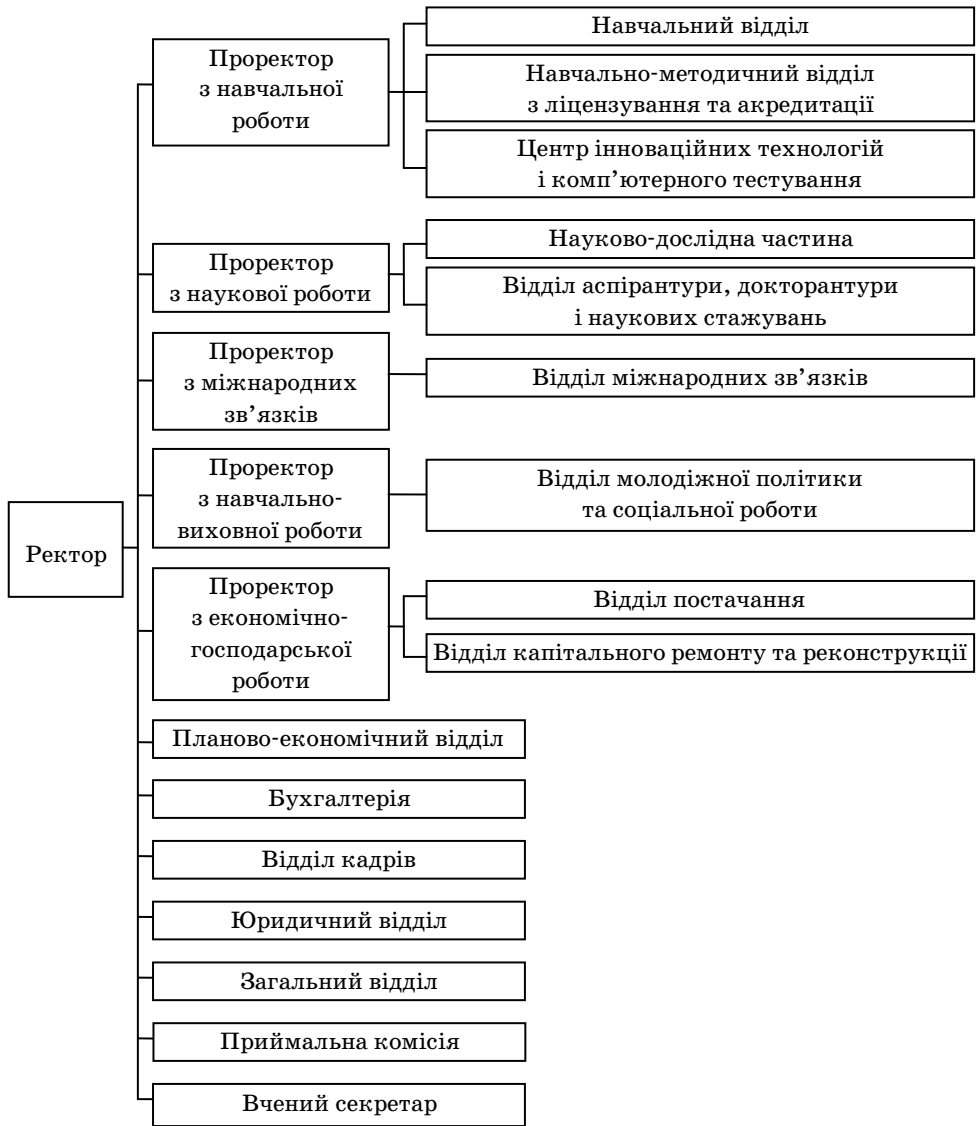 Ректор
Проректор
з навчальної
роботи
Навчальний відділ
Навчально-методичний відділ
з ліцензування та акредитації
Центр інноваційних технологій
і комп’ютерного тестування
Проректор
з наукової роботи
Науково-дослідна частина
Відділ аспірантури, докторантури
і наукових стажувань
Проректор
з міжнародних
зв’язків
Відділ міжнародних зв’язків
Проректор
з навчально-
виховної роботи
Відділ молодіжної політики
та соціальної роботи
Проректор
з економічно-
господарської
роботи
Відділ постачання
Відділ капітального ремонту та реконструкції
Планово-економічний відділ
Бухгалтерія
Відділ кадрів
Юридичний відділ
Загальний відділ
Приймальна комісія
Вчений секретар